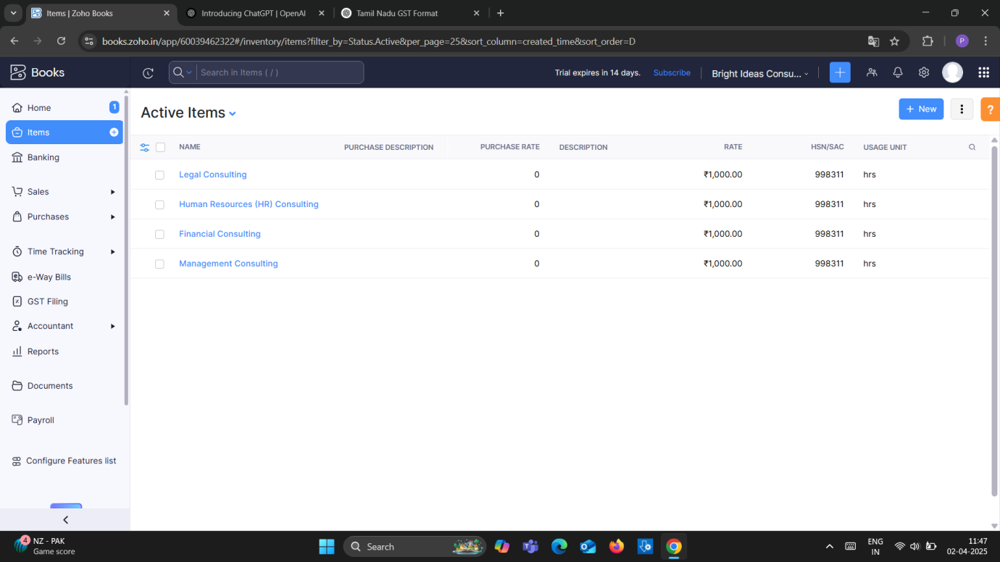 Items | Zoho Books
Introducing ChatGPT | OpenAI
Tamil Nadu GST Format
books.zoho.in/app/60039462322#/inventory/items?filter_by=Status.Active&per_page=25&sort_column=created_time&sort_order=D
P
Books
Search in Items ( / )
Trial expires in 14 days.
Subscribe
Bright Ideas Consu...
Home
1
Items
Banking
Sales
Purchases
Time Tracking
e-Way Bills
GST Filing
Accountant
Reports
Documents
Payroll
Configure Features list
Active Items
+ New
?
NAME PURCHASE DESCRIPTION PURCHASE RATE DESCRIPTION RATE HSN/SAC USAGE UNIT
Legal Consulting 0 ₹1,000.00 998311 hrs
Human Resources (HR) Consulting 0 ₹1,000.00 998311 hrs
Financial Consulting 0 ₹1,000.00 998311 hrs
Management Consulting 0 ₹1,000.00 998311 hrs
4
NZ - PAK
Game score
Search
ENG
IN
11:47
02-04-2025